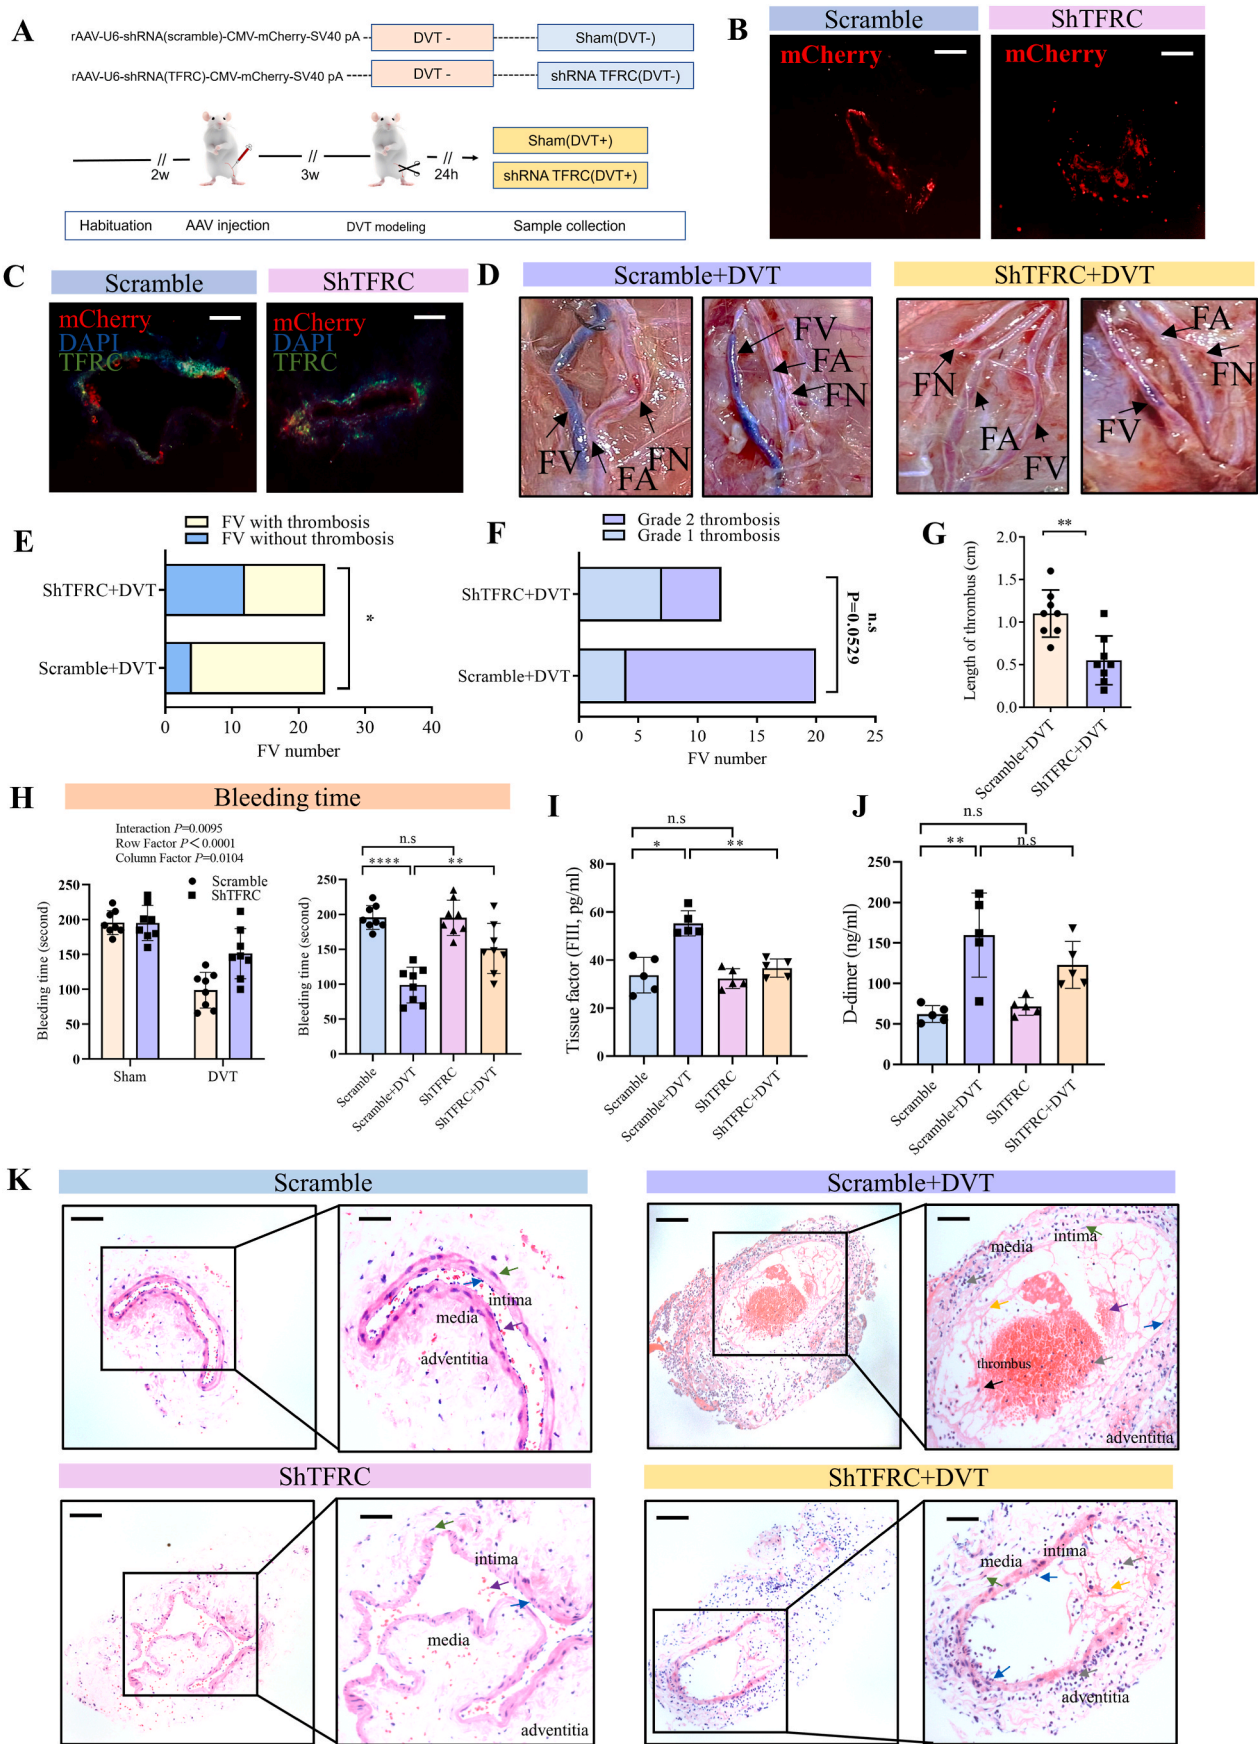 A
rAAV-U6-shRNA(scramble)-CMV-mCherry-SV40 pA
DVT -
Sham(DVT-)
rAAV-U6-shRNA(TFRC)-CMV-mCherry-SV40 pA
DVT -
shRNA TFRC(DVT-)
//
2w
//
3w
//
24h
Sham(DVT+)
shRNA TFRC(DVT+)
Habituation
AAV injection
DVT modeling
Sample collection
B
Scramble
ShTFRC
mCherry
mCherry
C
Scramble
ShTFRC
mCherry
DAPI
TFRC
mCherry
DAPI
TFRC
D
Scramble+DVT
ShTFRC+DVT
FV
FA
FN
FV
FA
FN
FN
FA
FV
FA
FN
FV
E
FV with thrombosis
FV without thrombosis
ShTFRC+DVT
Scramble+DVT
*
0
10
20
30
40
FV number
F
Grade 2 thrombosis
Grade 1 thrombosis
ShTFRC+DVT
Scramble+DVT
n.s
P=0.0529
0
5
10
15
20
25
FV number
G
**
Length of thrombus (cm)
2.0
1.5
1.0
0.5
0.0
Scramble+DVT
ShTFRC+DVT
H
Bleeding time
Interaction P=0.0095
Row Factor P<0.0001
Column Factor P=0.0104
Scramble
ShTFRC
Bleeding time (second)
250
200
150
100
50
0
Sham
DVT
n.s
****
**
Bleeding time (second)
250
200
150
100
50
0
Scramble
Scramble+DVT
ShTFRC
ShTFRC+DVT
I
n.s
*
**
Tissue factor (FIII, pg/ml)
80
60
40
20
0
Scramble
Scramble+DVT
ShTFRC
ShTFRC+DVT
J
n.s
**
n.s
D-dimer (ng/ml)
250
200
150
100
50
0
Scramble
Scramble+DVT
ShTFRC
ShTFRC+DVT
K
Scramble
intima
media
adventitia
Scramble+DVT
intima
media
thrombus
adventitia
ShTFRC
intima
media
adventitia
ShTFRC+DVT
intima
media
adventitia